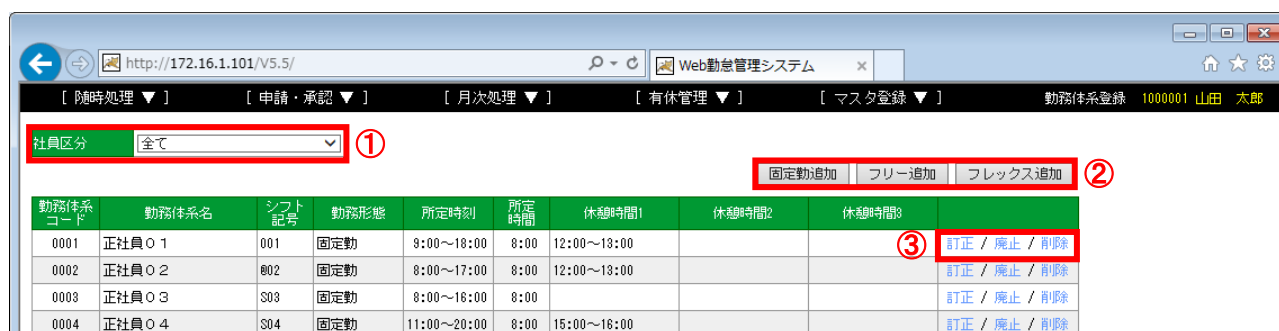 http://172.16.1.101/V5.5/ Web勤怠管理システム
[ 随時処理 ▼ ] [ 申請・承認 ▼ ] [ 月次処理 ▼ ] [ 有休管理 ▼ ] [ マスタ登録 ▼ ] 勤務体系登録 1000001 山田 太郎
社員区分 全て ①
固定勤追加 フリー追加 フレックス追加 ②
勤務体系コード 勤務体系名 シフト記号 勤務形態 所定時刻 所定時間 休憩時間1 休憩時間2 休憩時間3
0001 正社員01 001 固定勤 9:00～18:00 8:00 12:00～13:00 ③ 訂正 / 廃止 / 削除
0002 正社員02 002 固定勤 8:00～17:00 8:00 12:00～13:00 訂正 / 廃止 / 削除
0003 正社員03 S03 固定勤 8:00～16:00 8:00 訂正 / 廃止 / 削除
0004 正社員04 S04 固定勤 11:00～20:00 8:00 15:00～16:00 訂正 / 廃止 / 削除